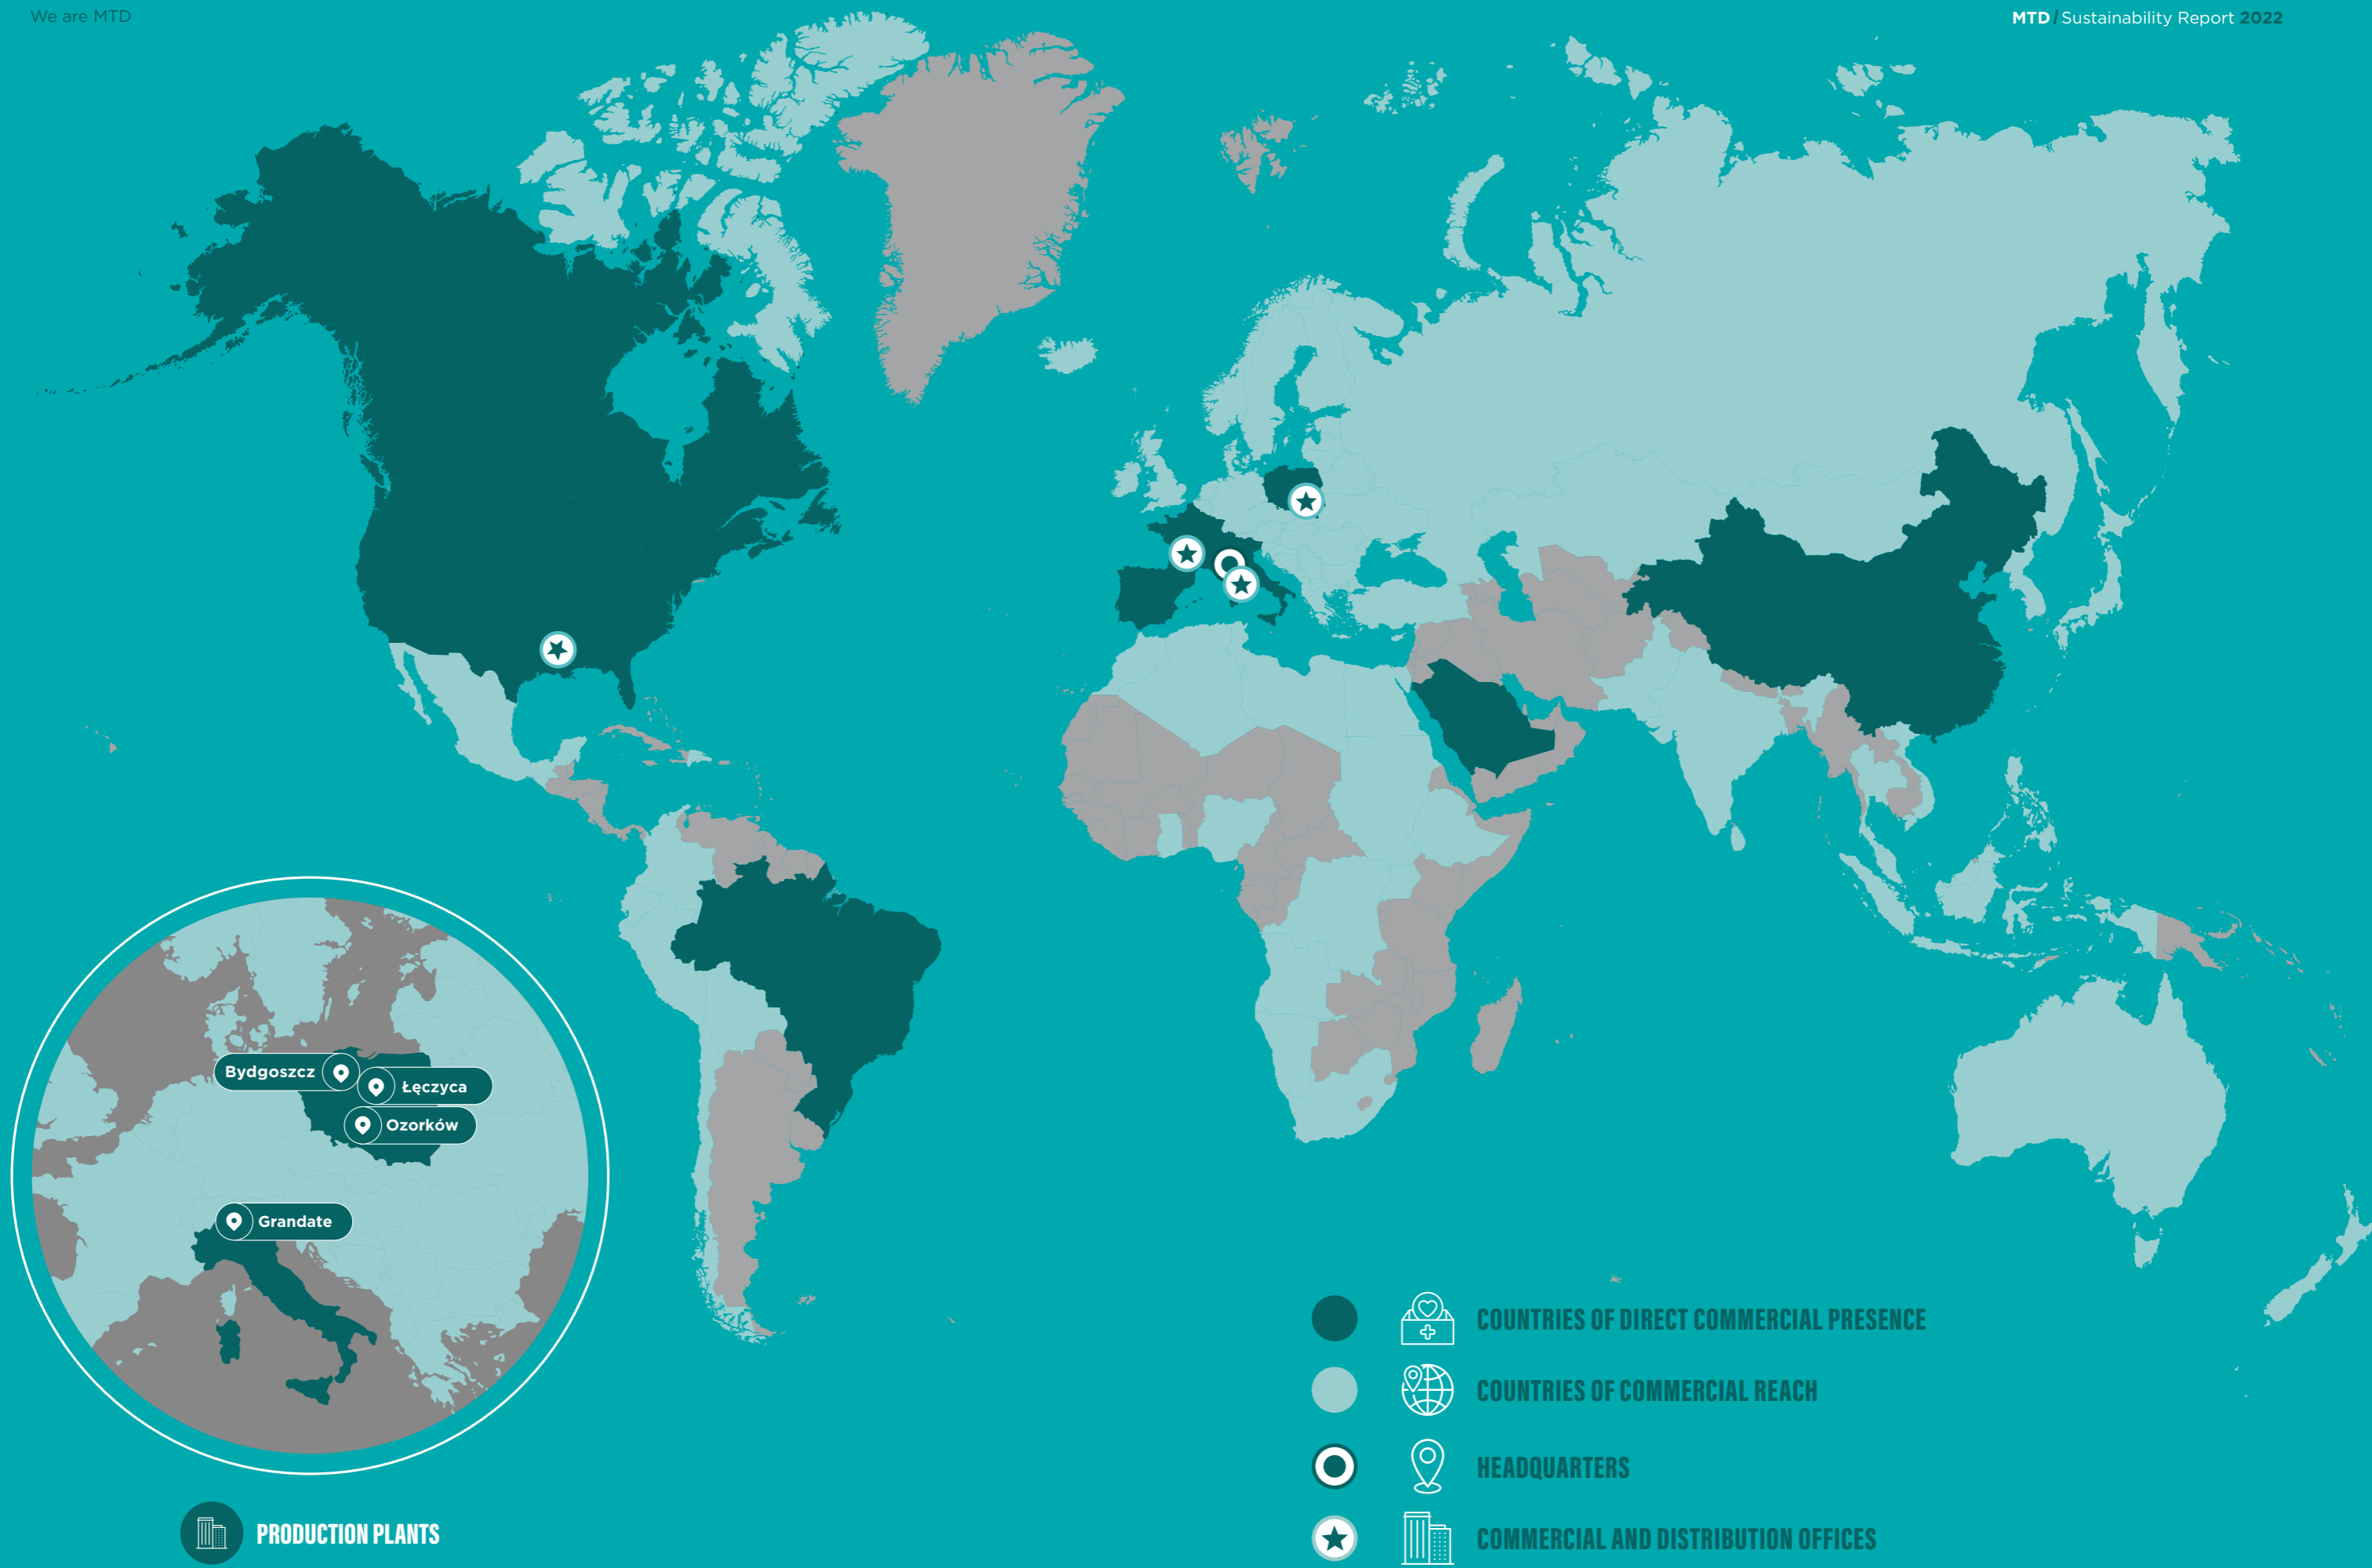 We are MTD
MTD / Sustainability Report 2022
Bydgoszcz
Łęczyca
Ozorków
Grandate
PRODUCTION PLANTS
COUNTRIES OF DIRECT COMMERCIAL PRESENCE
COUNTRIES OF COMMERCIAL REACH
HEADQUARTERS
COMMERCIAL AND DISTRIBUTION OFFICES